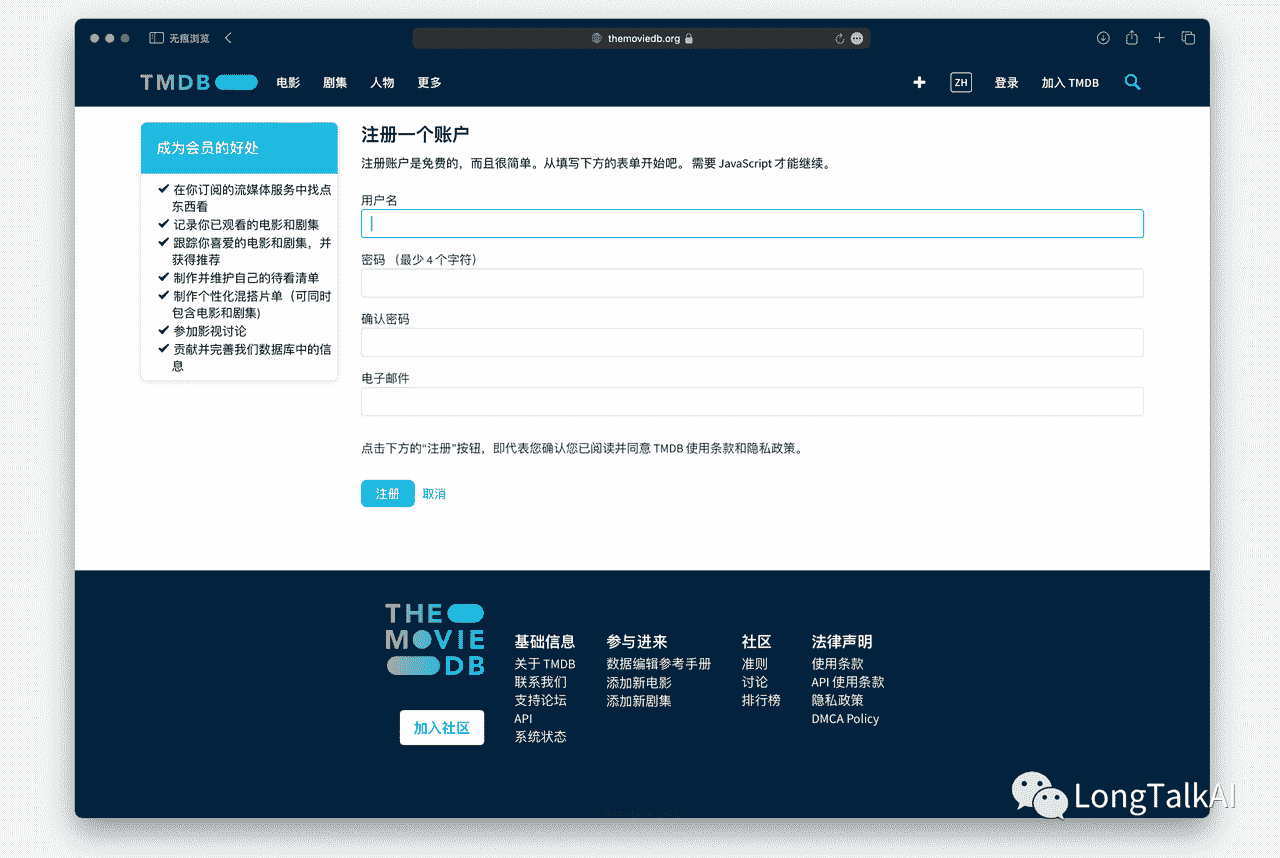 无痕浏览
themoviedb.org
TMDB
电影
剧集
人物
更多
ZH
登录
加入 TMDB
成为会员的好处
在你订阅的流媒体服务中找点
东西看
记录你已观看的电影和剧集
跟踪你喜爱的电影和剧集，并
获得推荐
制作并维护自己的待看清单
制作个性化混搭片单（可同时
包含电影和剧集)
参加影视讨论
贡献并完善我们数据库中的信
息
注册一个账户
注册账户是免费的，而且很简单。从填写下方的表单开始吧。 需要 JavaScript 才能继续。
用户名
密码 （最少 4 个字符）
确认密码
电子邮件
点击下方的“注册”按钮，即代表您确认您已阅读并同意 TMDB 使用条款和隐私政策。
注册
取消
THE
MOVIE
DB
加入社区
基础信息
关于 TMDB
联系我们
支持论坛
API
系统状态
参与进来
数据编辑参考手册
添加新电影
添加新剧集
社区
准则
讨论
排行榜
法律声明
使用条款
API 使用条款
隐私政策
DMCA Policy
LongTalkAI